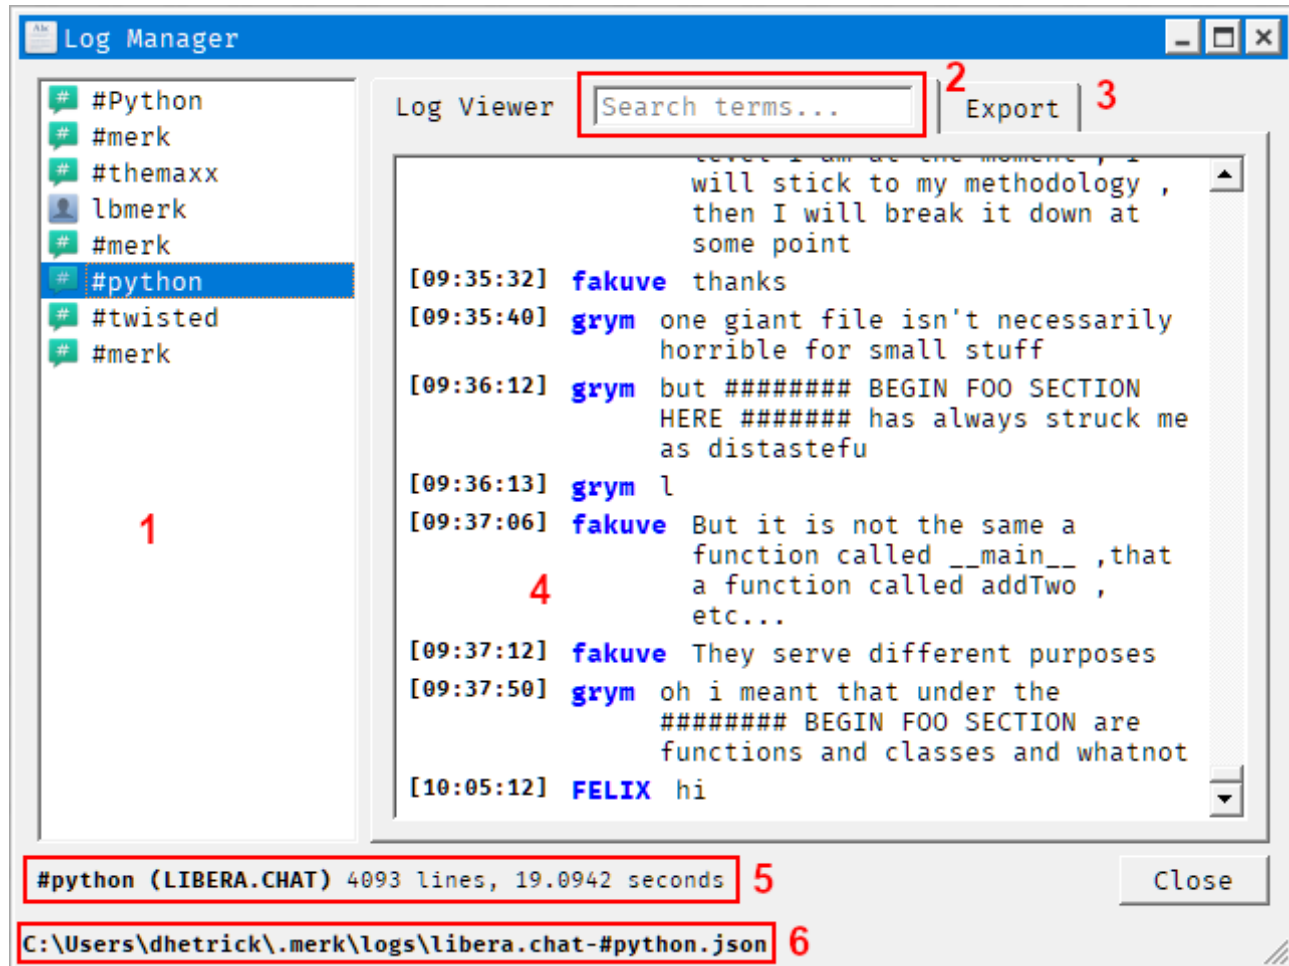 Log Manager
#Python
#merk
#themaxx
lbmerk
#merk
#python
#twisted
#merk
1
Log Viewer
Search terms...
2
Export
3
level I am at the moment , I
will stick to my methodology ,
then I will break it down at
some point
[09:35:32] fakuve thanks
[09:35:40] grym one giant file isn't necessarily
horrible for small stuff
[09:36:12] grym but ######## BEGIN FOO SECTION
HERE ####### has always struck me
as distastefu
[09:36:13] grym l
[09:37:06] fakuve But it is not the same a
function called __main__ ,that
a function called addTwo ,
etc...
4
[09:37:12] fakuve They serve different purposes
[09:37:50] grym oh i meant that under the
######## BEGIN FOO SECTION are
functions and classes and whatnot
[10:05:12] FELIX hi
#python (LIBERA.CHAT) 4093 lines, 19.0942 seconds
5
Close
C:\Users\dhetrick\.merk\logs\libera.chat-#python.json
6